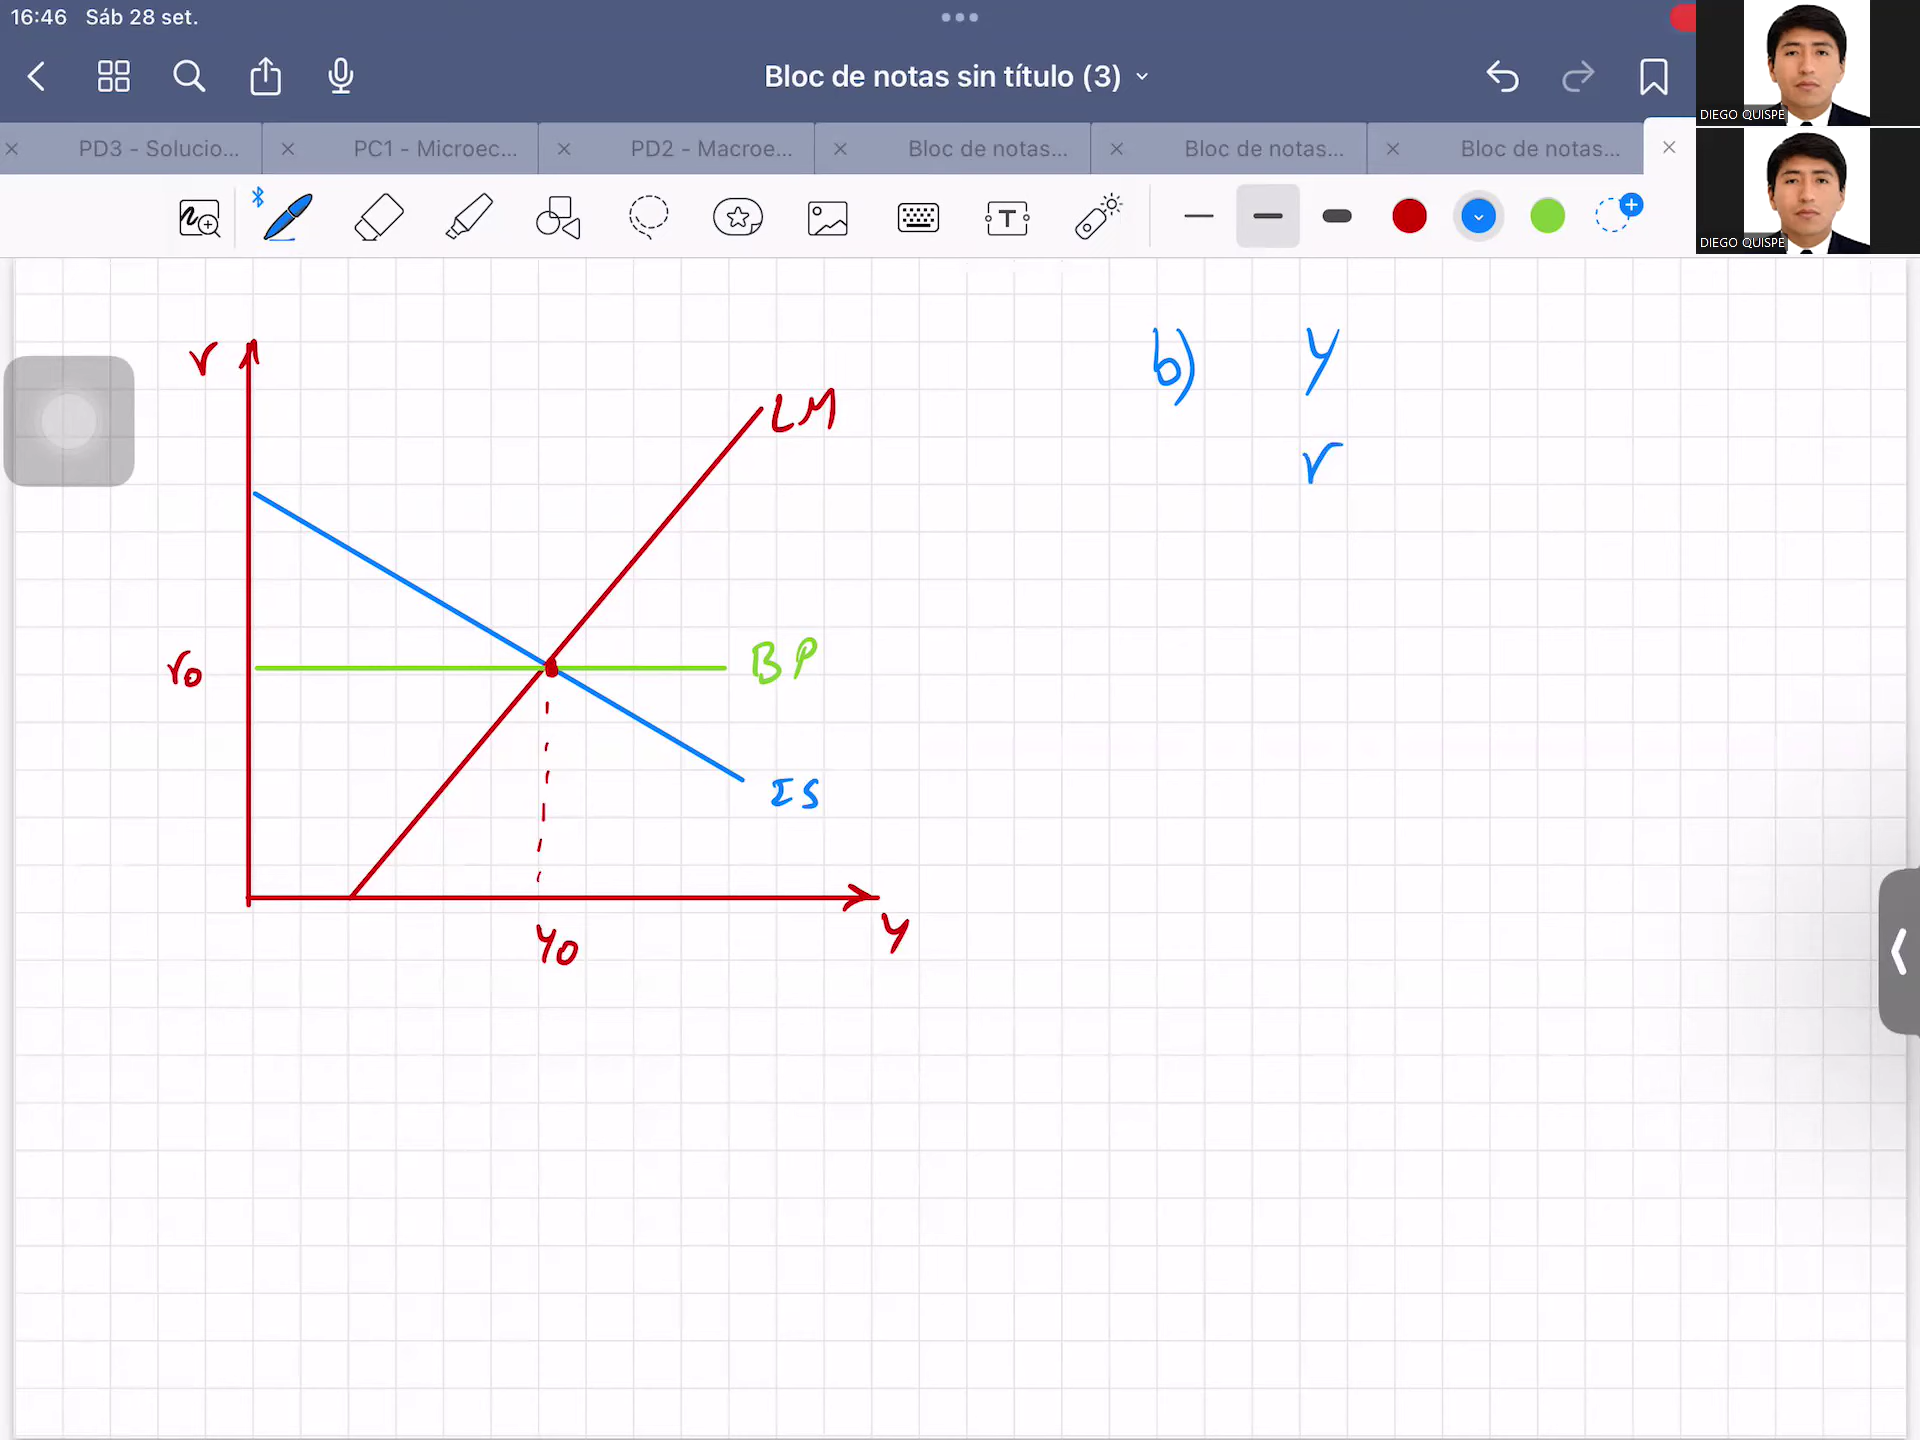 16:46 Sáb 28 set.
Bloc de notas sin título (3)
DIEGO QUISPE
DIEGO QUISPE
PD3 - Solucio...
PC1 - Microec...
PD2 - Macroe...
Bloc de notas...
Bloc de notas...
Bloc de notas...
T
r
LM
b) y
r
BP
r0
IS
y0
y